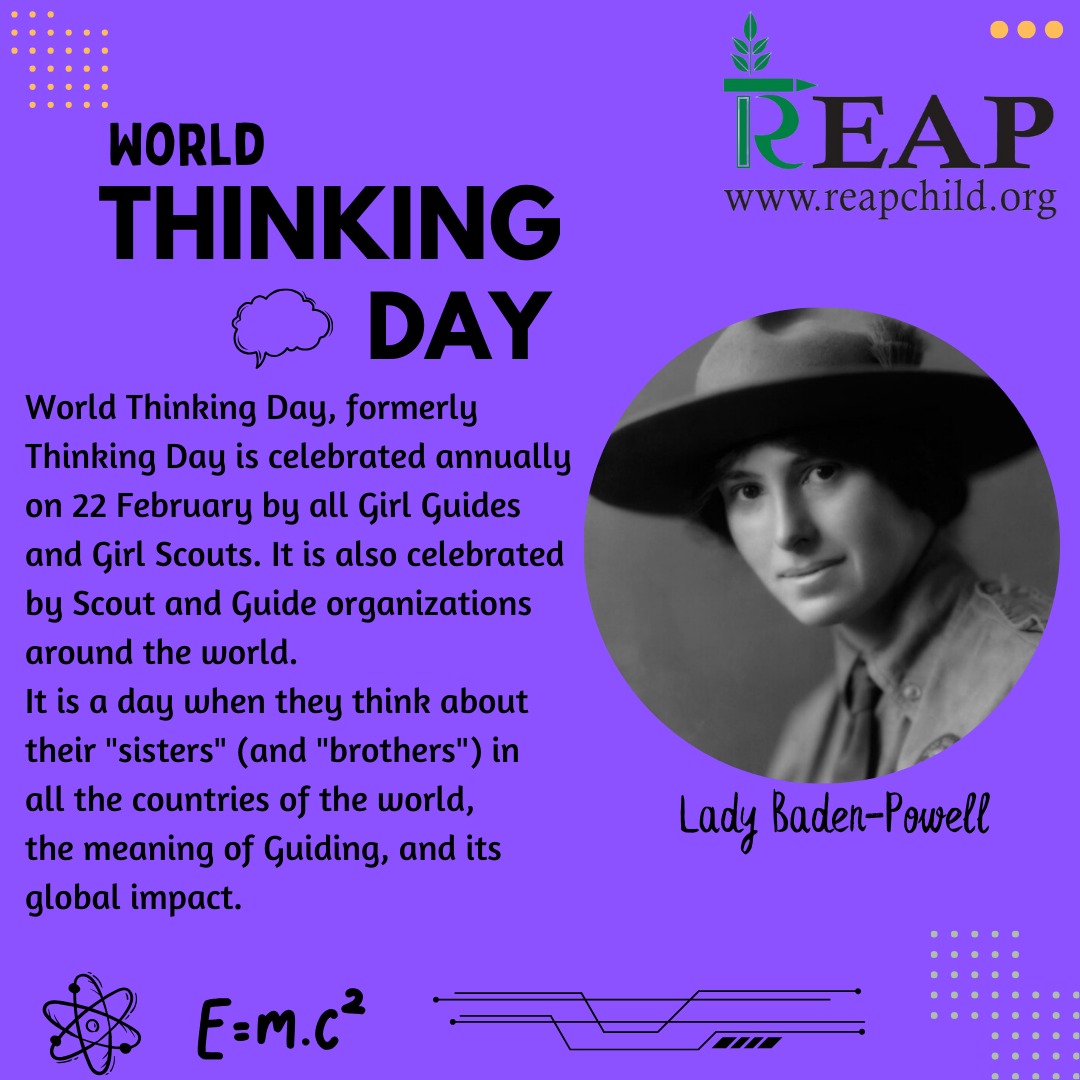 REAP
www.reapchild.org
WORLD
THINKING
DAY
World Thinking Day, formerly
Thinking Day is celebrated annually
on 22 February by all Girl Guides
and Girl Scouts. It is also celebrated
by Scout and Guide organizations
around the world.
It is a day when they think about
their "sisters" (and "brothers") in
all the countries of the world,
the meaning of Guiding, and its
global impact.
Lady Baden-Powell
E=m.c²